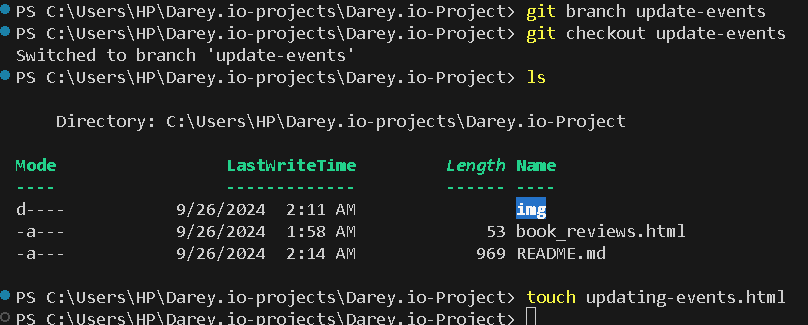 PS C:\Users\HP\Darey.io-projects\Darey.io-Project> git branch update-events
PS C:\Users\HP\Darey.io-projects\Darey.io-Project> git checkout update-events
Switched to branch 'update-events'
PS C:\Users\HP\Darey.io-projects\Darey.io-Project> ls
Directory: C:\Users\HP\Darey.io-projects\Darey.io-Project
Mode LastWriteTime Length Name
---- ------------- ------ ----
d---- 9/26/2024 2:11 AM img
-a--- 9/26/2024 1:58 AM 53 book_reviews.html
-a--- 9/26/2024 2:14 AM 969 README.md
PS C:\Users\HP\Darey.io-projects\Darey.io-Project> touch updating-events.html
PS C:\Users\HP\Darey.io-projects\Darey.io-Project>